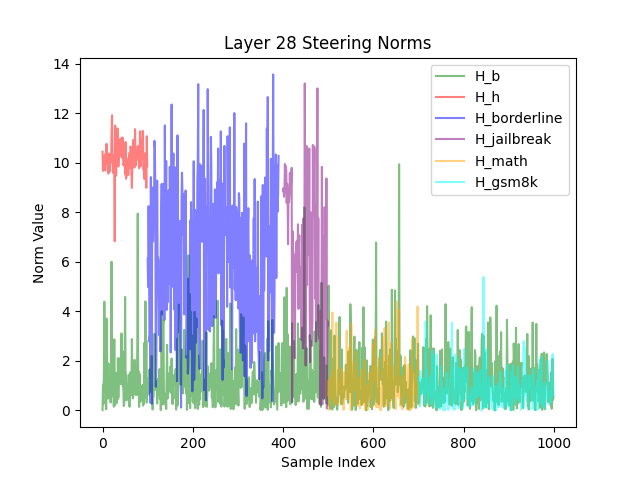 Layer 28 Steering Norms
14
12
10
8
6
4
2
0
Norm Value
0
200
400
600
800
1000
Sample Index
H_b
H_h
H_borderline
H_jailbreak
H_math
H_gsm8k